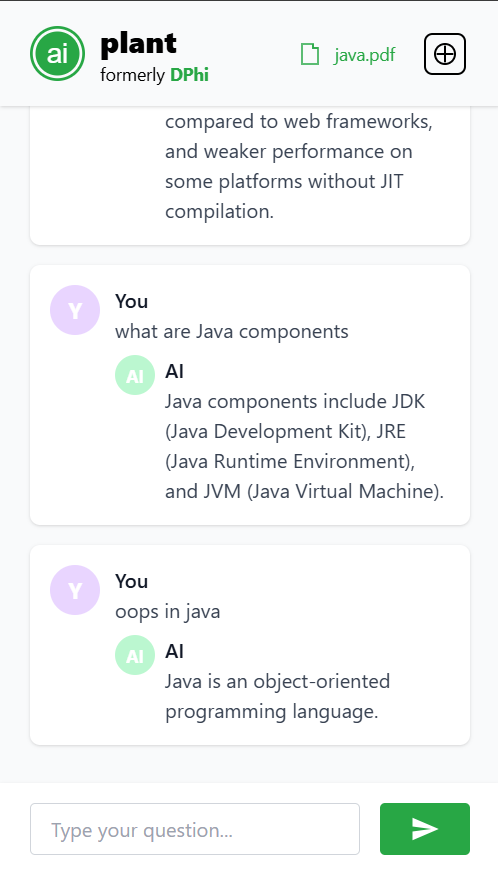 ai
plant
formerly DPhi
java.pdf
compared to web frameworks,
and weaker performance on
some platforms without JIT
compilation.
Y
You
what are Java components
AI
AI
Java components include JDK
(Java Development Kit), JRE
(Java Runtime Environment),
and JVM (Java Virtual Machine).
Y
You
oops in java
AI
AI
Java is an object-oriented
programming language.
Type your question...